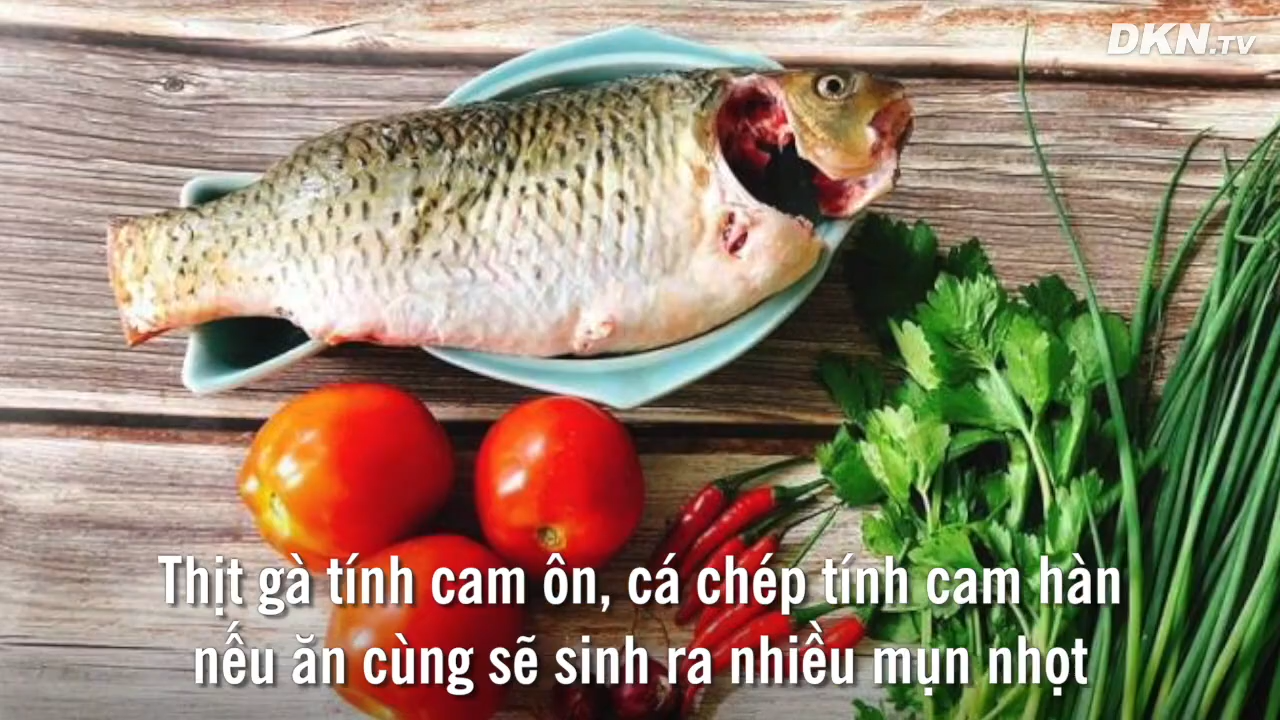 DKN.TV
Thịt gà tính cam ôn, cá chép tính cam hàn
nếu ăn cùng sẽ sinh ra nhiều mụn nhọt